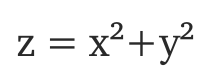 z = x²+y²